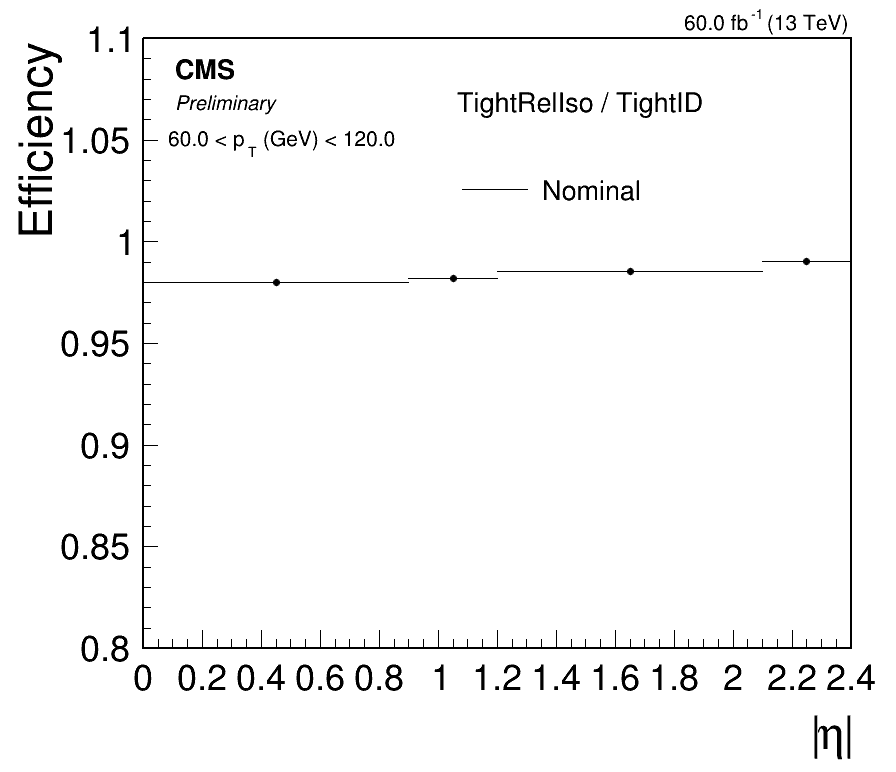 60.0 fb-1 (13 TeV)
CMS
Preliminary
60.0 < pT (GeV) < 120.0
TightRelIso / TightID
Nominal
Efficiency
1.1
1.05
1
0.95
0.9
0.85
0.8
0 0.2 0.4 0.6 0.8 1 1.2 1.4 1.6 1.8 2 2.2 2.4
|η|